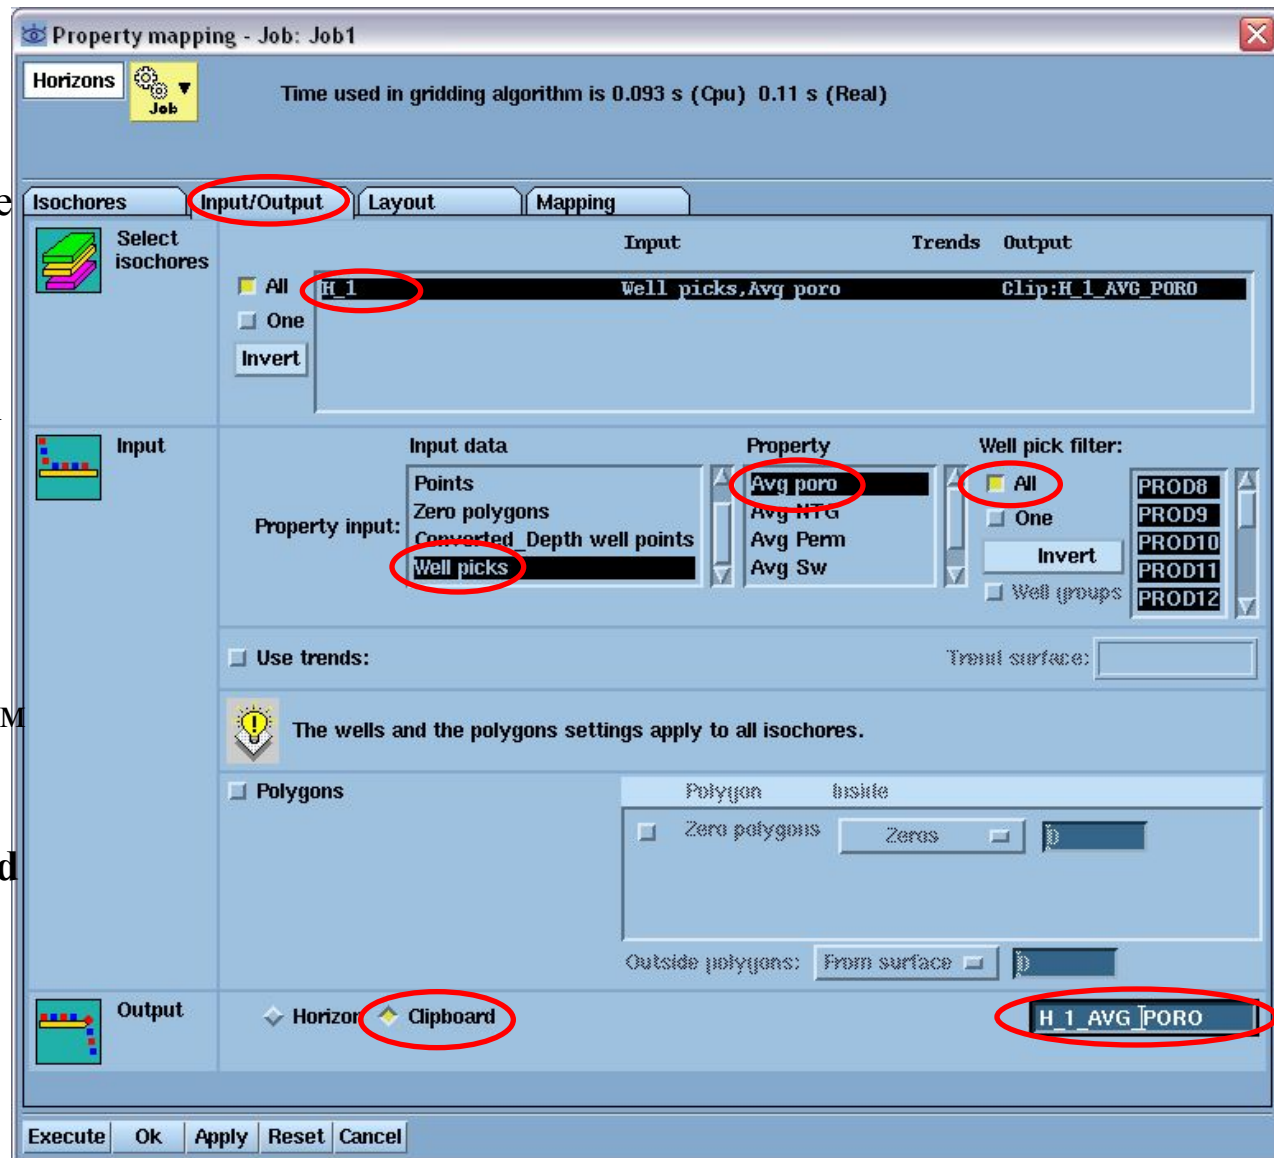 Property mapping - Job: Job1
Horizons
Job
Time used in gridding algorithm is 0.093 s (Cpu) 0.11 s (Real)
e
Isochores Input/Output Layout Mapping
Select isochores
Input Trends Output
All
H_1 Well picks,Avg poro Clip:H_1_AVG_PORO
One
Invert
Input
Input data Property Well pick filter:
Property input:
Points
Zero polygons
Converted_Depth well points
Well picks
Avg poro
Avg NTG
Avg Perm
Avg Sw
All
One
Invert
Well groups
PROD8
PROD9
PROD10
PROD11
PROD12
Use trends: Trend surface:
M
The wells and the polygons settings apply to all isochores.
Polygons
Polygon Inside
Zero polygons Zeros 0
d
Outside polygons: From surface 0
Output
Horizon Clipboard H_1_AVG_PORO
Execute Ok Apply Reset Cancel